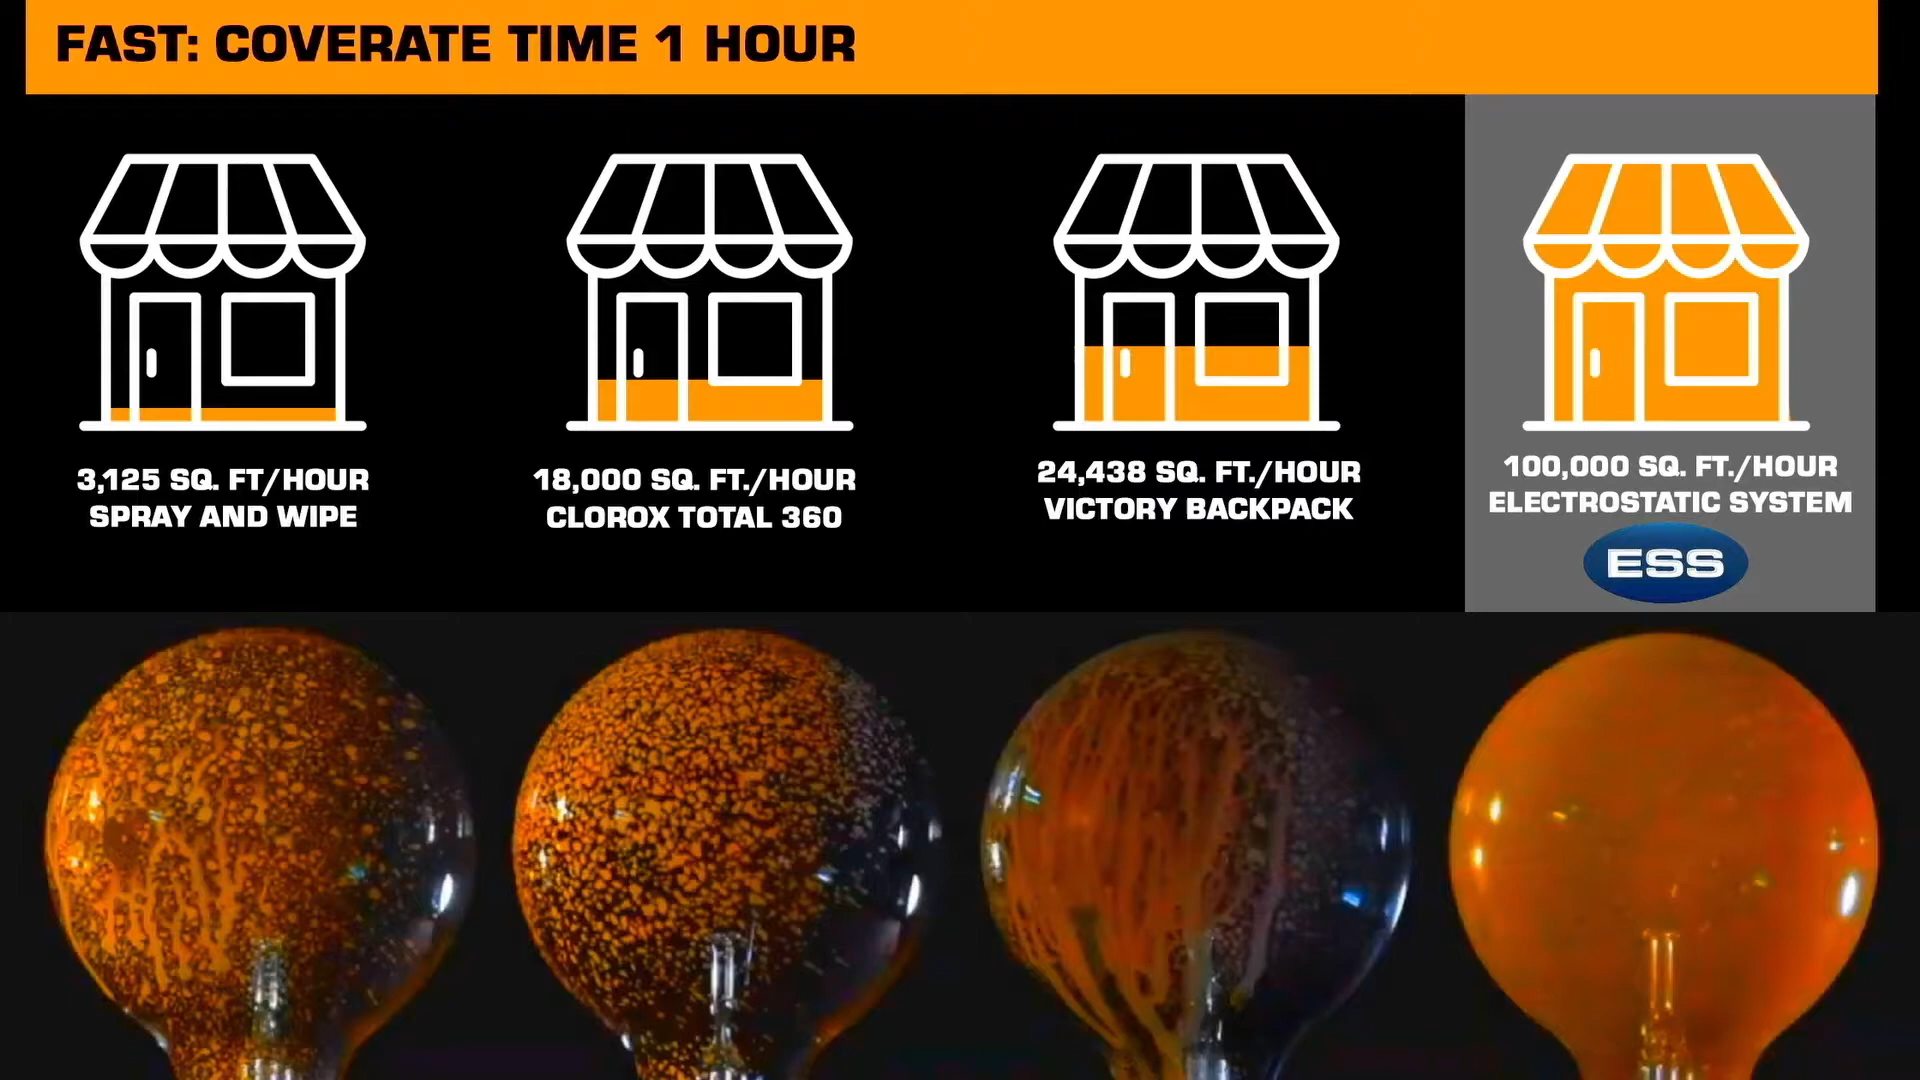 FAST: COVERATE TIME 1 HOUR
3,125 SQ. FT/HOUR
SPRAY AND WIPE
18,000 SQ. FT./HOUR
CLOROX TOTAL 360
24,438 SQ. FT./HOUR
VICTORY BACKPACK
100,000 SQ. FT./HOUR
ELECTROSTATIC SYSTEM
ESS